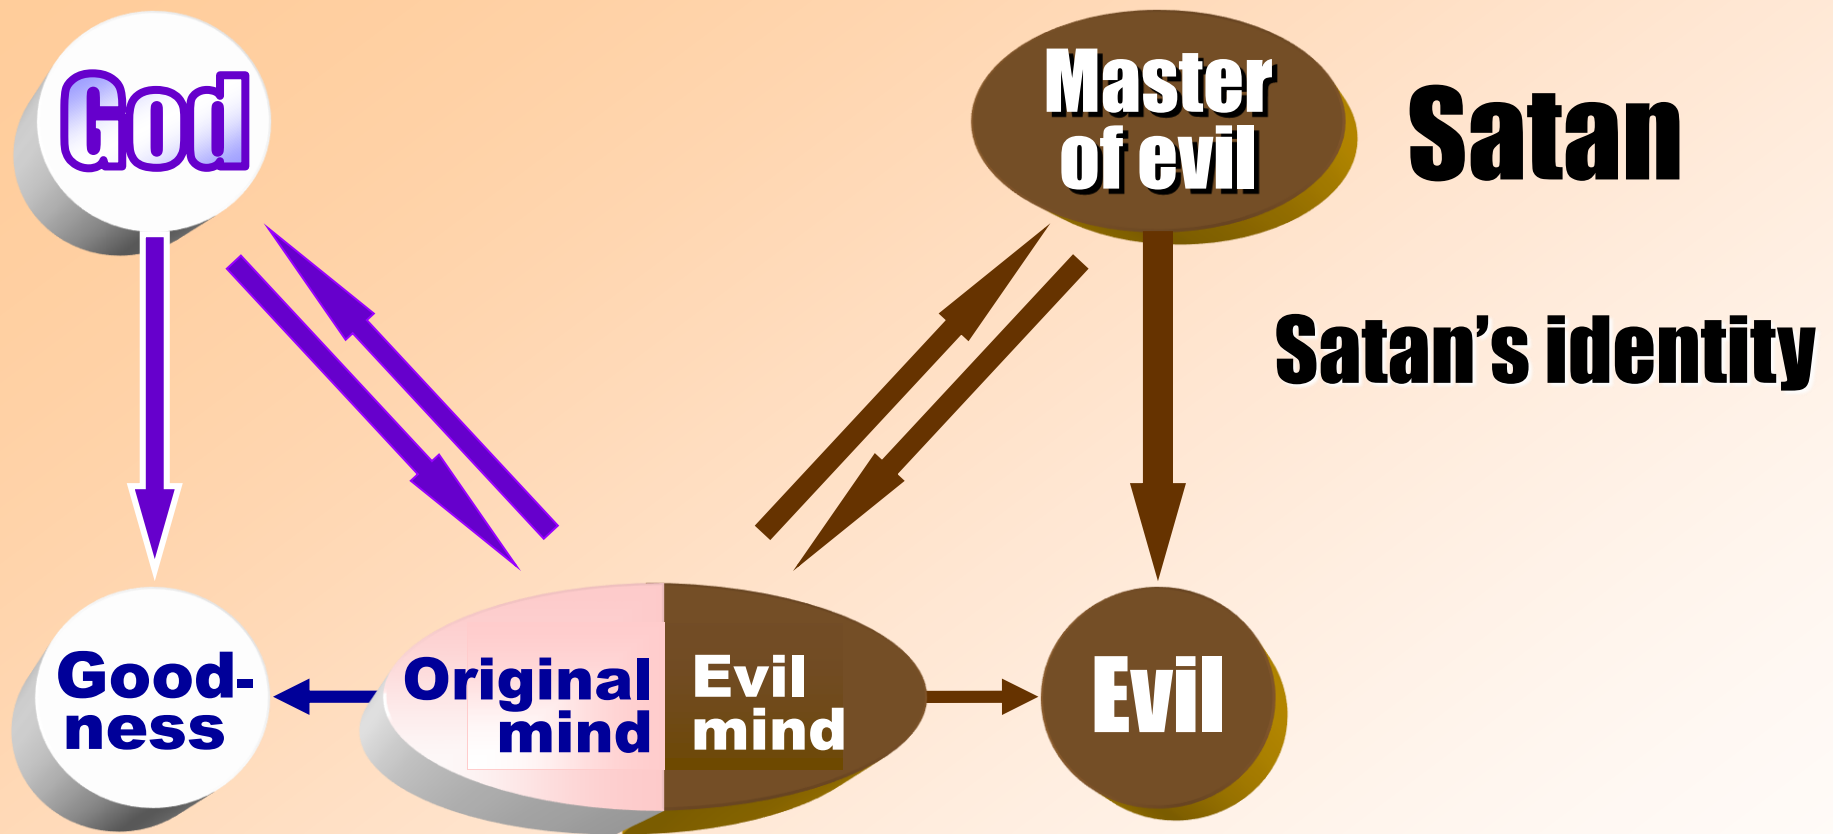 God
Master
of evil
Satan
Satan's identity
Good-
ness
Original
mind
Evil
mind
Evil